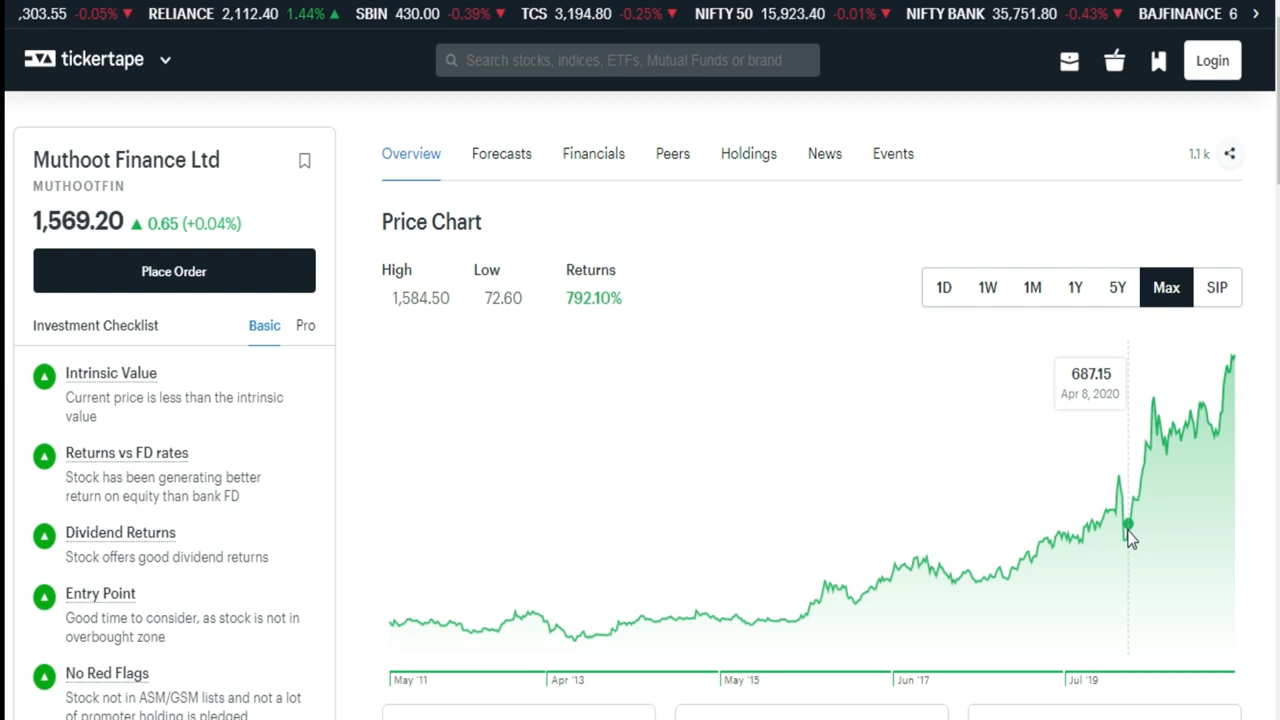 ,303.55 -0.05% ▼ RELIANCE 2,112.40 1.44% ▲ SBIN 430.00 -0.39% ▼ TCS 3,194.80 -0.25% ▼ NIFTY 50 15,923.40 -0.01% ▼ NIFTY BANK 35,751.80 -0.43% ▼ BAJFINANCE 6
tickertape
Search stocks, indices, ETFs, Mutual Funds or brand
Login
Muthoot Finance Ltd
MUTHOOTFIN
1,569.20 ▲ 0.65 (+0.04%)
Place Order
Investment Checklist Basic Pro
Intrinsic Value
Current price is less than the intrinsic
value
Returns vs FD rates
Stock has been generating better
return on equity than bank FD
Dividend Returns
Stock offers good dividend returns
Entry Point
Good time to consider, as stock is not in
overbought zone
No Red Flags
Stock not in ASM/GSM lists and not a lot
of promoter holding is pledged
Overview Forecasts Financials Peers Holdings News Events 1.1 k
Price Chart
High Low Returns
1,584.50 72.60 792.10%
1D 1W 1M 1Y 5Y Max SIP
687.15
Apr 8, 2020
May '11 Apr '13 May '15 Jun '17 Jul '19